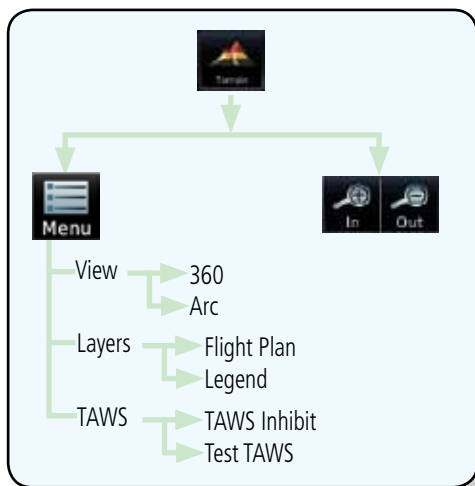 Terrain
Menu
In
Out
View
360
Arc
Layers
Flight Plan
Legend
TAWS
TAWS Inhibit
Test TAWS